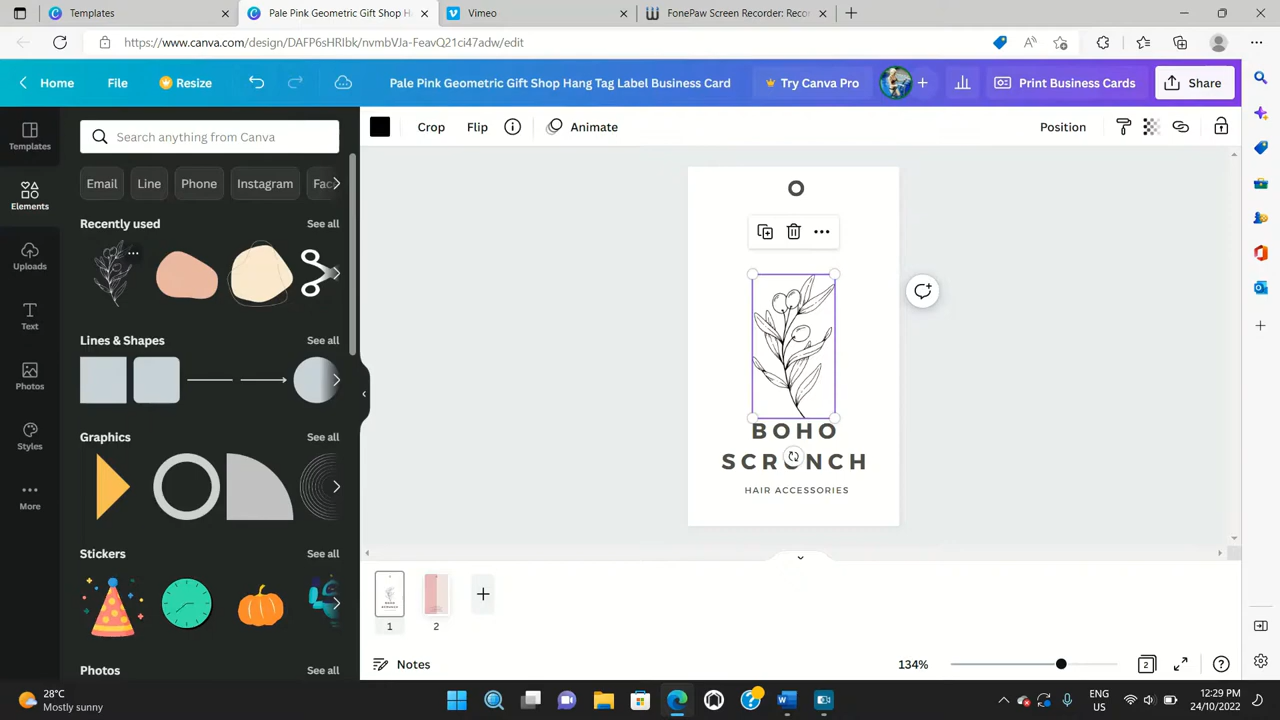 Templates
Pale Pink Geometric Gift Shop Ha
Vimeo
FonePaw Screen Recorder: Recor
https://www.canva.com/design/DAFP6sHRIbk/nvmbVJa-FeavQ21ci47adw/edit
Home
File
Resize
Pale Pink Geometric Gift Shop Hang Tag Label Business Card
Try Canva Pro
Print Business Cards
Share
Templates
Elements
Uploads
Text
Photos
Styles
More
Search anything from Canva
Email
Line
Phone
Instagram
Fac
Recently used
See all
Lines & Shapes
See all
Graphics
See all
Stickers
See all
Photos
See all
Crop
Flip
Animate
Position
BOHO
SCRUNCH
HAIR ACCESSORIES
1
2
Notes
134%
2
28°C
Mostly sunny
ENG
US
12:29 PM
24/10/2022